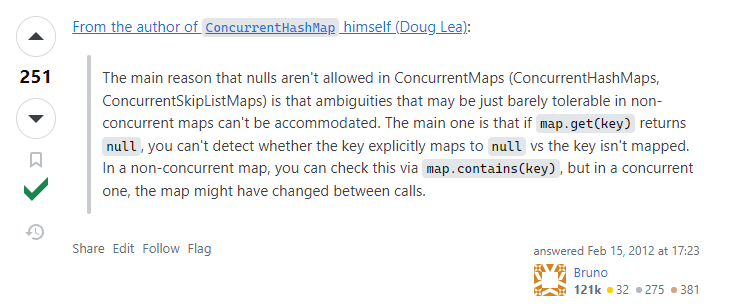 From the author of ConcurrentHashMap himself (Doug Lea):
251
The main reason that nulls aren't allowed in ConcurrentMaps (ConcurrentHashMaps,
ConcurrentSkipListMaps) is that ambiguities that may be just barely tolerable in non-
concurrent maps can't be accommodated. The main one is that if map.get(key) returns
null, you can't detect whether the key explicitly maps to null vs the key isn't mapped.
In a non-concurrent map, you can check this via map.contains(key), but in a concurrent
one, the map might have changed between calls.
Share Edit Follow Flag
answered Feb 15, 2012 at 17:23
Bruno
121k 32 275 381